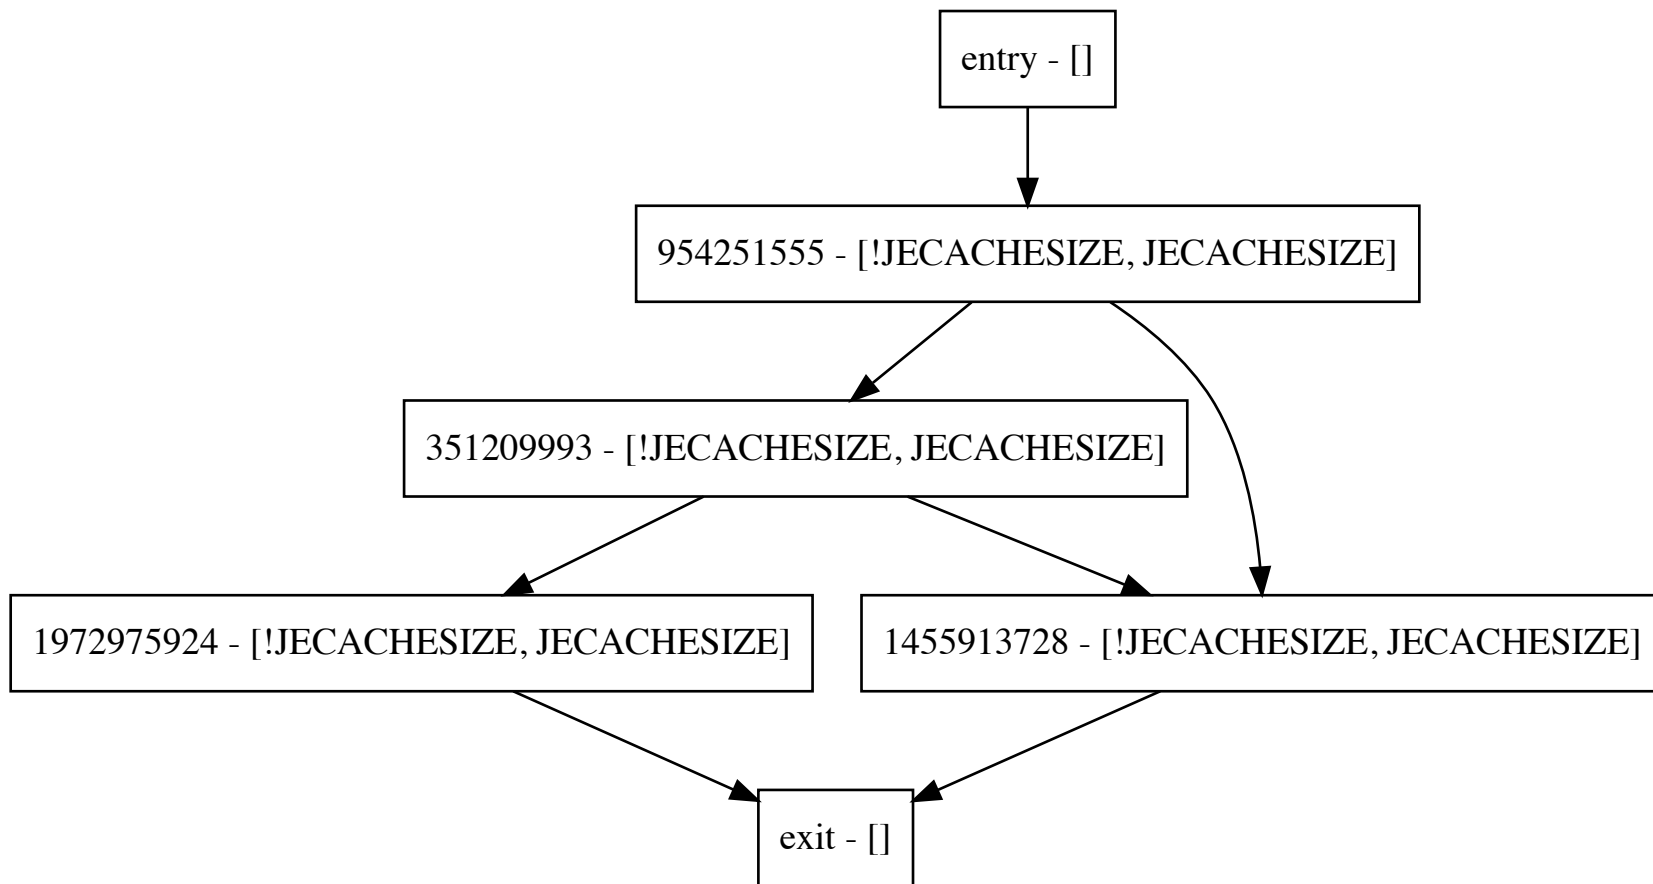 entry - []
954251555 - [!JECACHESIZE, JECACHESIZE]
351209993 - [!JECACHESIZE, JECACHESIZE]
1972975924 - [!JECACHESIZE, JECACHESIZE]
1455913728 - [!JECACHESIZE, JECACHESIZE]
exit - []